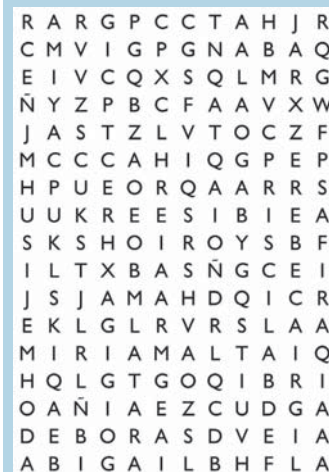 R A R G P C C T A H J R
C M V I G P G N A B A Q
E I V C Q X S Q L M R G
Ñ Y Z P B C F A A V X W
J A S T Z L V T O C Z F
M C C C A H I Q G P E P
H P U E O R Q A A R R S
U U K R E E S I B I E A
S K S H O I R O Y S B F
I L T X B A S Ñ G C E I
J S J A M A H D Q I C R
E K L G L R V R S L A A
M I R I A M A L T A I Q
H Q L G T G O Q I B R I
O A Ñ I A E Z C U D G A
D E B O R A S D V E I A
A B I G A I L B H F L A